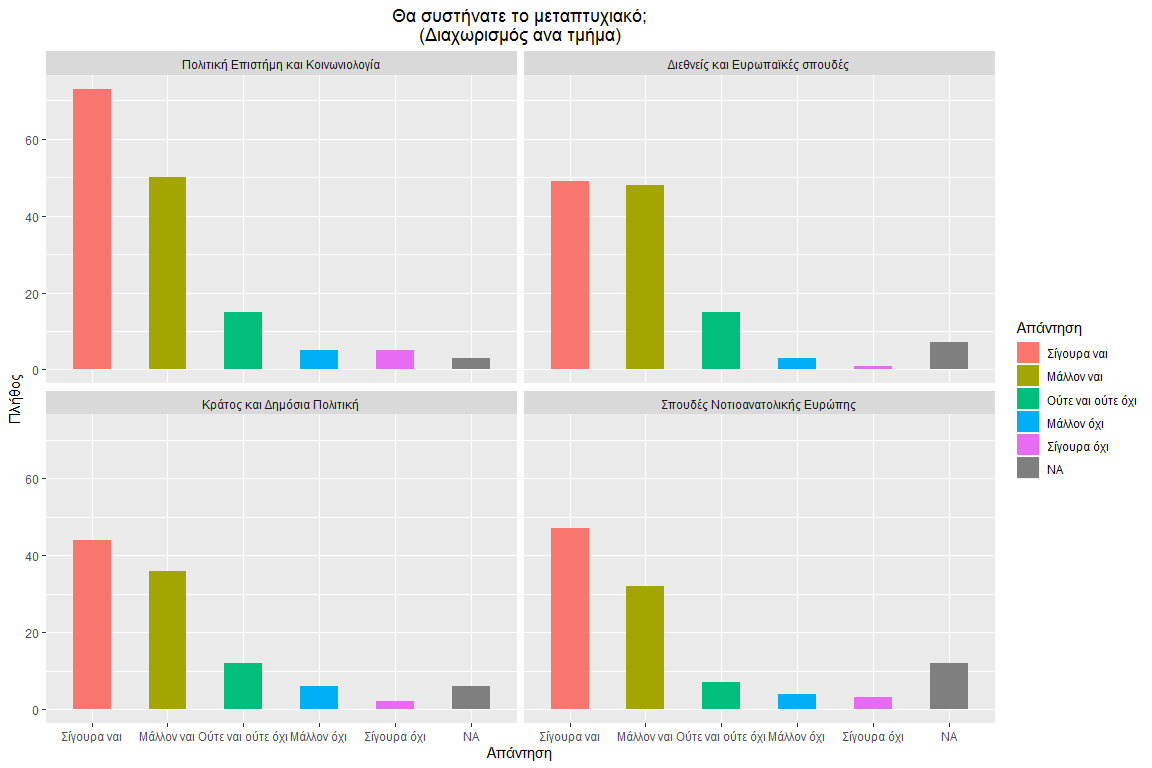 Θα συστήνατε το μεταπτυχιακό;
(Διαχωρισμός ανα τμήμα)
Πολιτική Επιστήμη και Κοινωνιολογία
Διεθνείς και Ευρωπαϊκές σπουδές
60
40
20
0
Κράτος και Δημόσια Πολιτική
Σπουδές Νοτιοανατολικής Ευρώπης
60
40
20
0
Πλήθος
Σίγουρα ναι Μάλλον ναι Ούτε ναι ούτε όχι Μάλλον όχι Σίγουρα όχι NA
Σίγουρα ναι Μάλλον ναι Ούτε ναι ούτε όχι Μάλλον όχι Σίγουρα όχι NA
Απάντηση
Απάντηση
Σίγουρα ναι
Μάλλον ναι
Ούτε ναι ούτε όχι
Μάλλον όχι
Σίγουρα όχι
NA